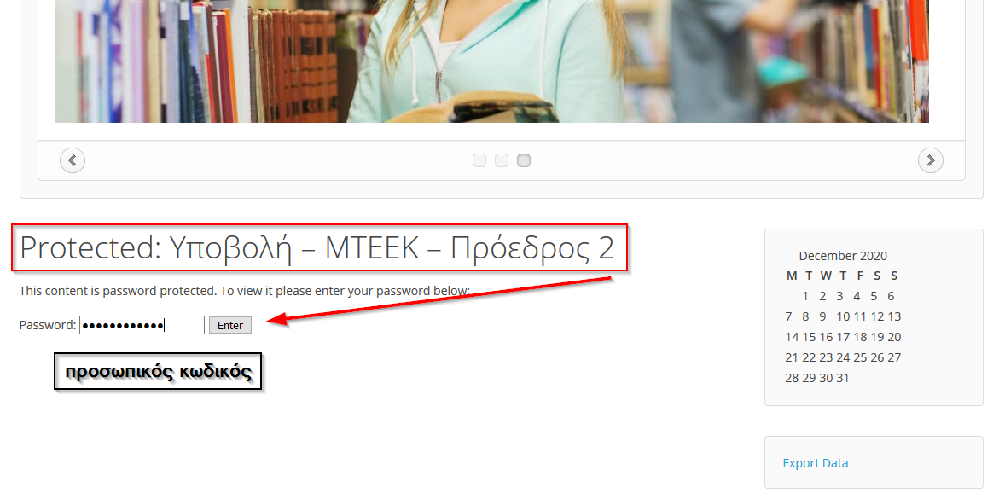 Protected: Υποβολή – ΜΤΕΕΚ – Πρόεδρος 2
This content is password protected. To view it please enter your password below:
Password: ●●●●●●●●●●●● Enter
προσωπικός κωδικός
December 2020
M T W T F S S
1 2 3 4 5 6
7 8 9 10 11 12 13
14 15 16 17 18 19 20
21 22 23 24 25 26 27
28 29 30 31
Export Data